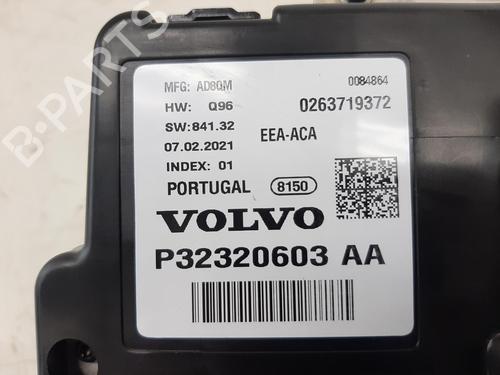 B-PARTS
MFG: AD8QM 0084864
HW: Q96 0263719372
SW:841.32 EEA-ACA
07.02.2021
INDEX: 01
PORTUGAL 8150
VOLVO
P32320603 AA